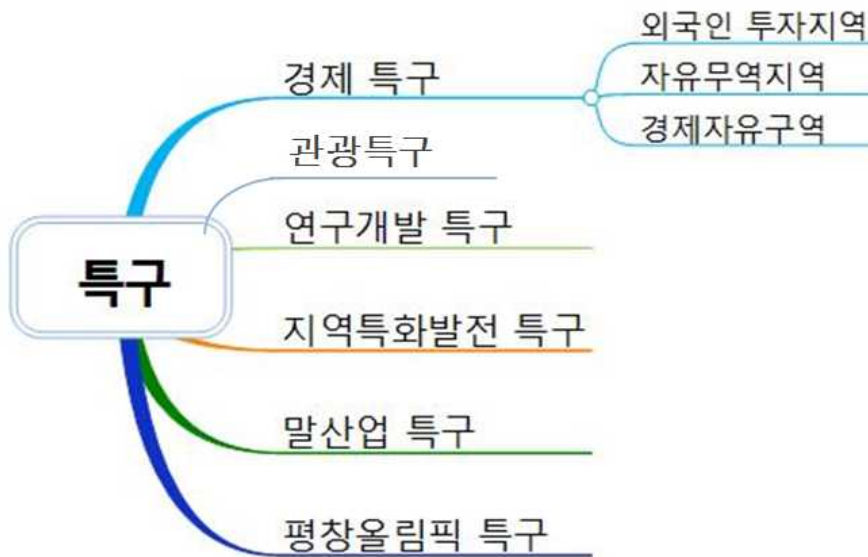 외국인 투자지역
경제 특구
자유무역지역
경제자유구역
관광특구
연구개발 특구
특구
지역특화발전 특구
말산업 특구
평창올림픽 특구